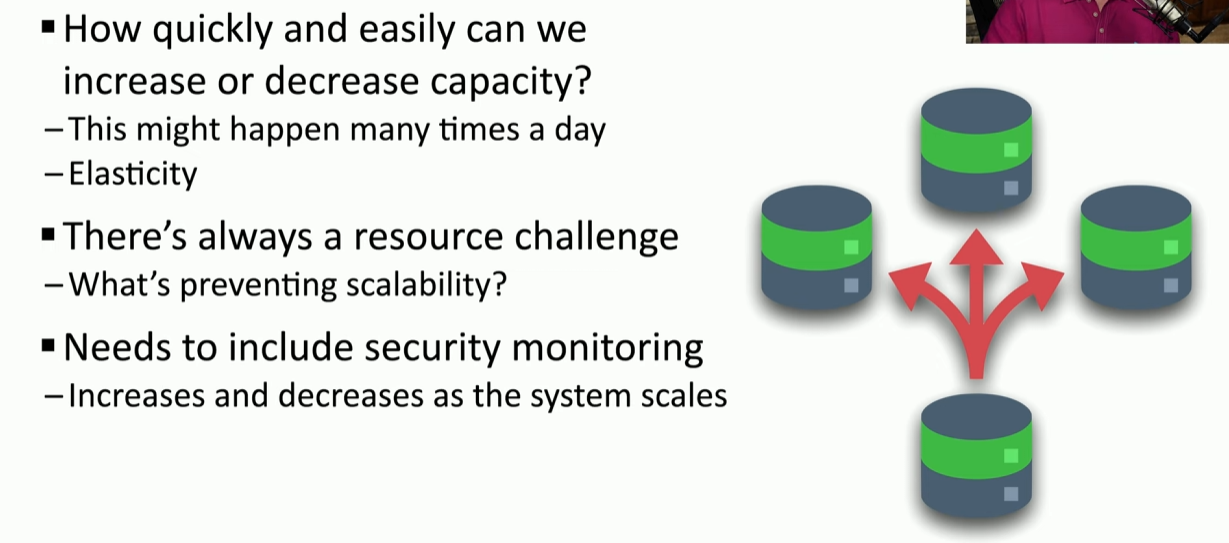 ▪ How quickly and easily can we
increase or decrease capacity?
– This might happen many times a day
– Elasticity
▪ There’s always a resource challenge
– What’s preventing scalability?
▪ Needs to include security monitoring
– Increases and decreases as the system scales